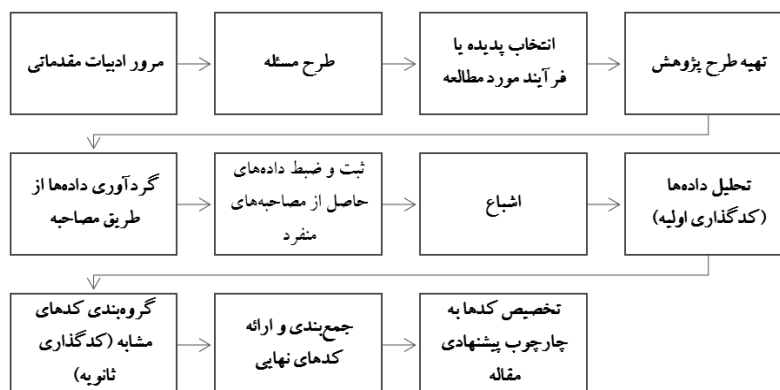 مرور ادبیات مقدماتی
طرح مسئله
انتخاب پدیده یا
فرآیند مورد مطالعه
تهیه طرح پژوهش
گردآوری داده‌ها از
طریق مصاحبه
ثبت و ضبط داده‌های
حاصل از مصاحبه‌های
منفرد
اشباع
تحلیل داده‌ها
(کدگذاری اولیه)
گروه‌بندی کدهای
مشابه (کدگذاری
ثانویه)
جمع‌بندی و ارائه
کدهای نهایی
تخصیص کدها به
چارچوب پیشنهادی
مقاله